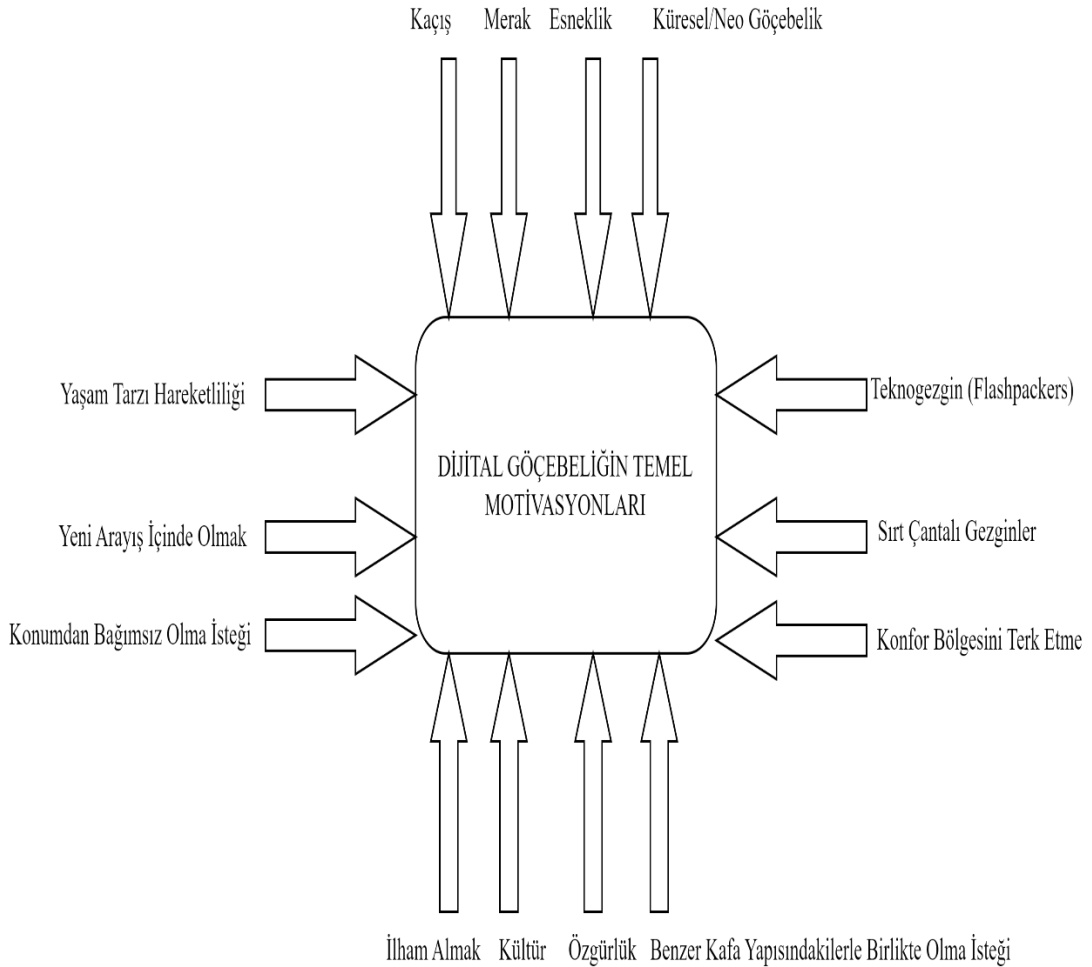 Kaçış Merak Esneklik Küresel/Neo Göçebelik
Yaşam Tarzı Hareketliliği
Teknogezgin (Flashpackers)
DİJİTAL GÖÇEBELİĞİN TEMEL
MOTİVASYONLARI
Yeni Arayış İçinde Olmak
Sırt Çantalı Gezginler
Konumdan Bağımsız Olma İsteği
Konfor Bölgesini Terk Etme
İlham Almak Kültür Özgürlük Benzer Kafa Yapısındakilerle Birlikte Olma İsteği